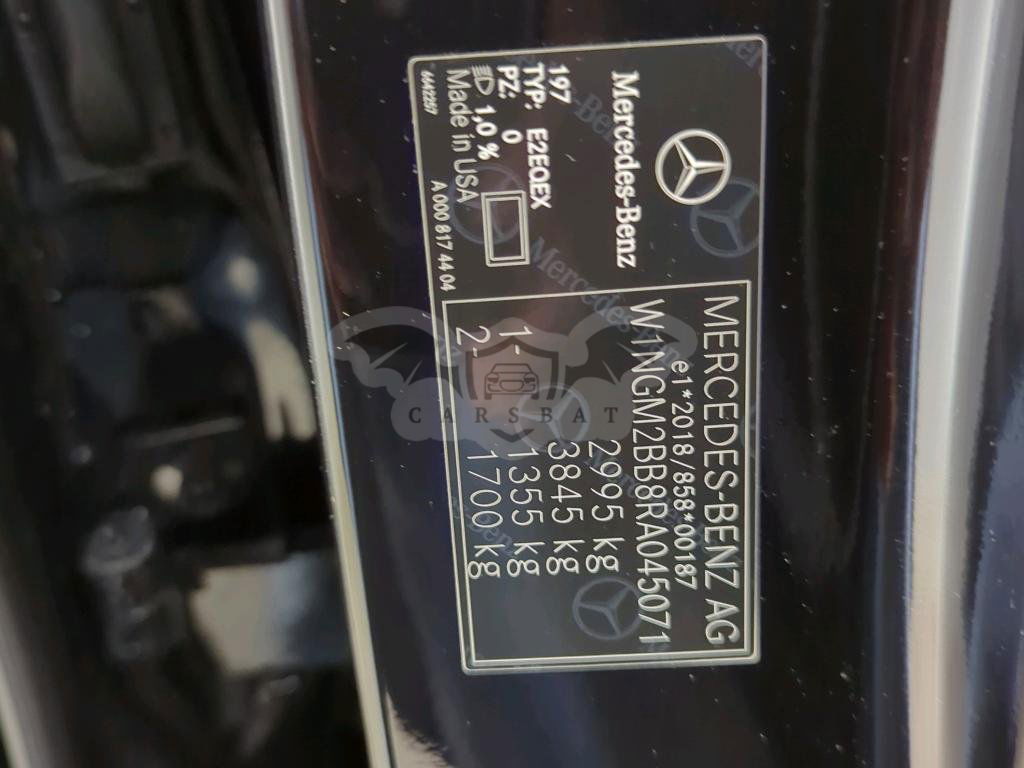 Mercedes-Benz
197
TYP: E2EQEX
PZ: 0
1,0 %
Made in USA
6642257
A 000 817 44 04
MERCEDES-BENZ AG
e1*2018/858*00187
W1NGM2BB8RA045071
2995 kg
3845 kg
1- 1355 kg
2- 1700 kg
CARSBAT